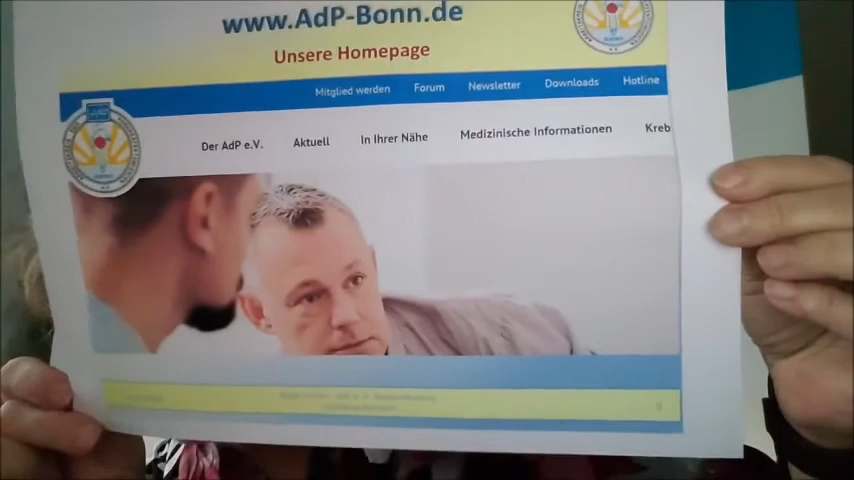 www.AdP-Bonn.de
Unsere Homepage
Mitglied werden Forum Newsletter Downloads Hotline
Der AdP e.V. Aktuell In Ihrer Nähe Medizinische Informationen Kreb